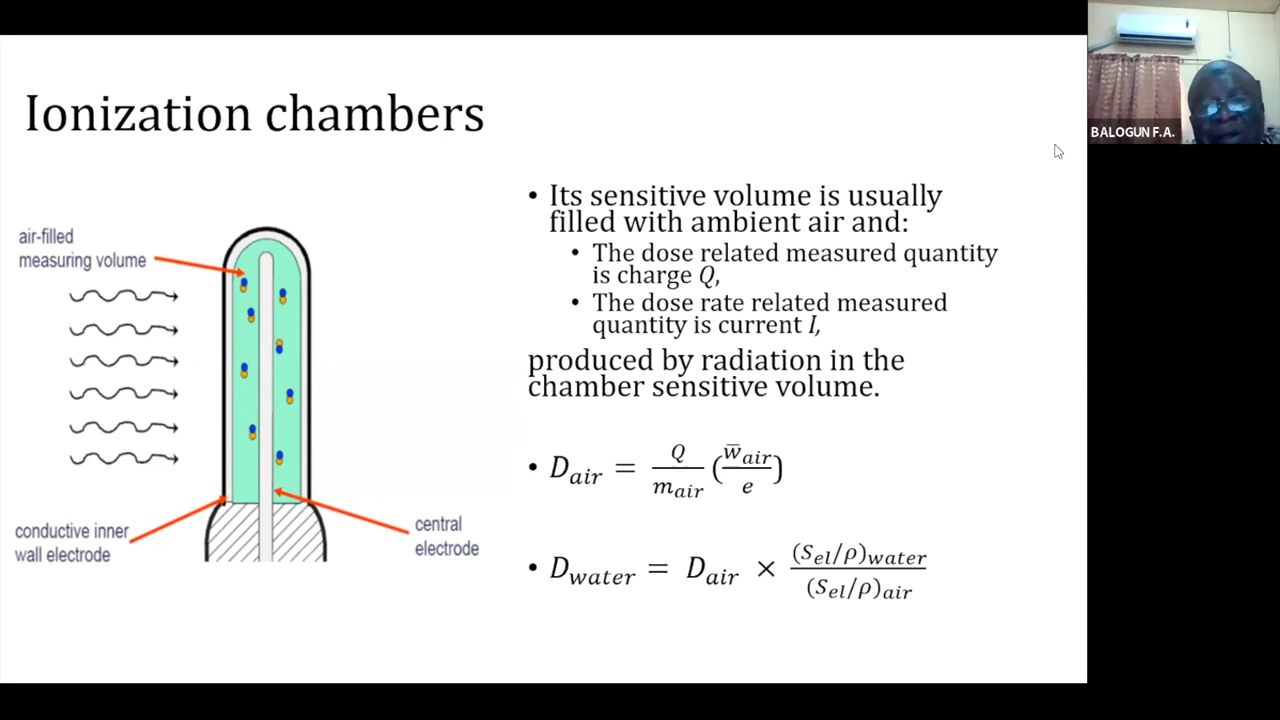 Ionization chambers
BALOGUN F.A.
air-filled
measuring volume
conductive inner
wall electrode
central
electrode
• Its sensitive volume is usually
filled with ambient air and:
• The dose related measured quantity
is charge Q,
• The dose rate related measured
quantity is current I,
produced by radiation in the
chamber sensitive volume.
• D_air = Q/m_air (w̅_air/e)
• D_water = D_air × (S_el/ρ)_water/(S_el/ρ)_air